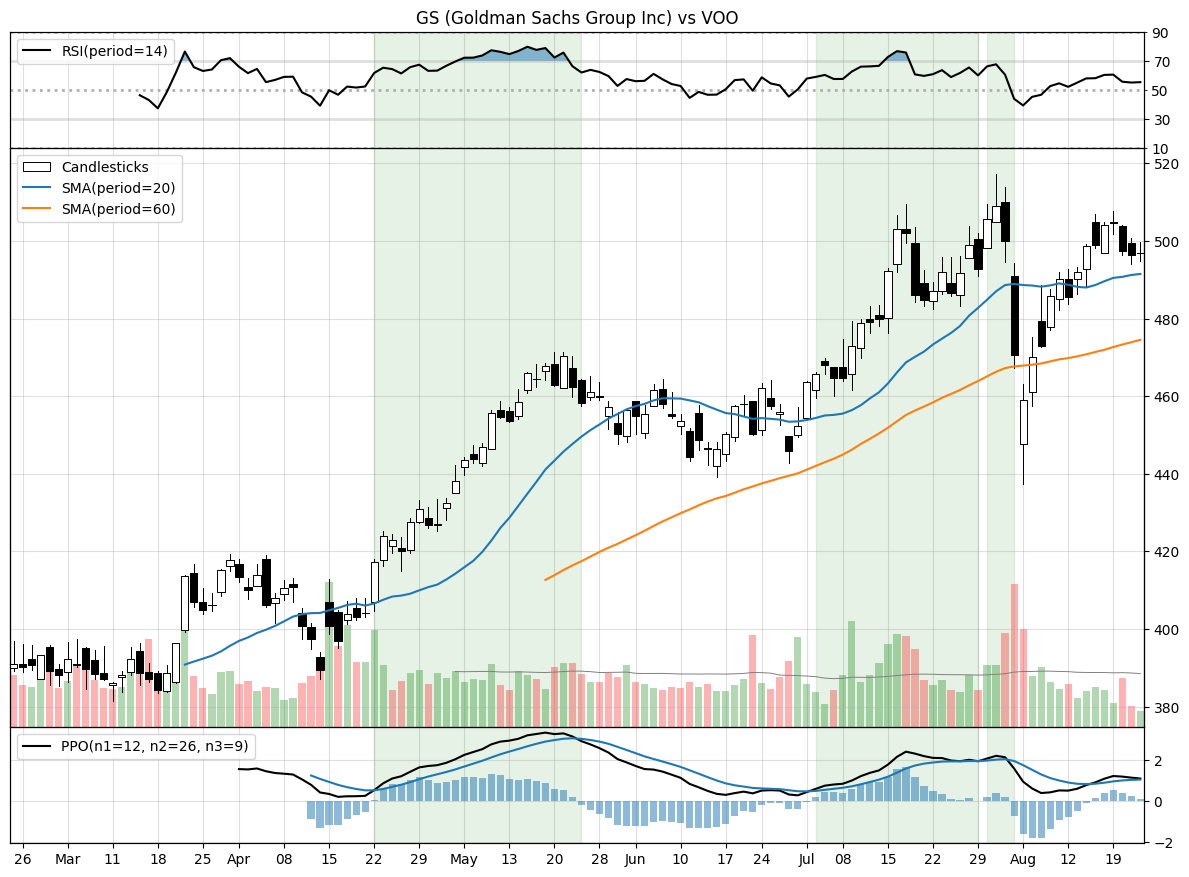 GS (Goldman Sachs Group Inc) vs VOO
RSI(period=14)
90
70
50
30
10
Candlesticks
SMA(period=20)
SMA(period=60)
520
500
480
460
440
420
400
380
PPO(n1=12, n2=26, n3=9)
2
0
−2
26 Mar 11 18 25 Apr 08 15 22 29 May 13 20 28 Jun 10 17 24 Jul 08 15 22 29 Aug 12 19